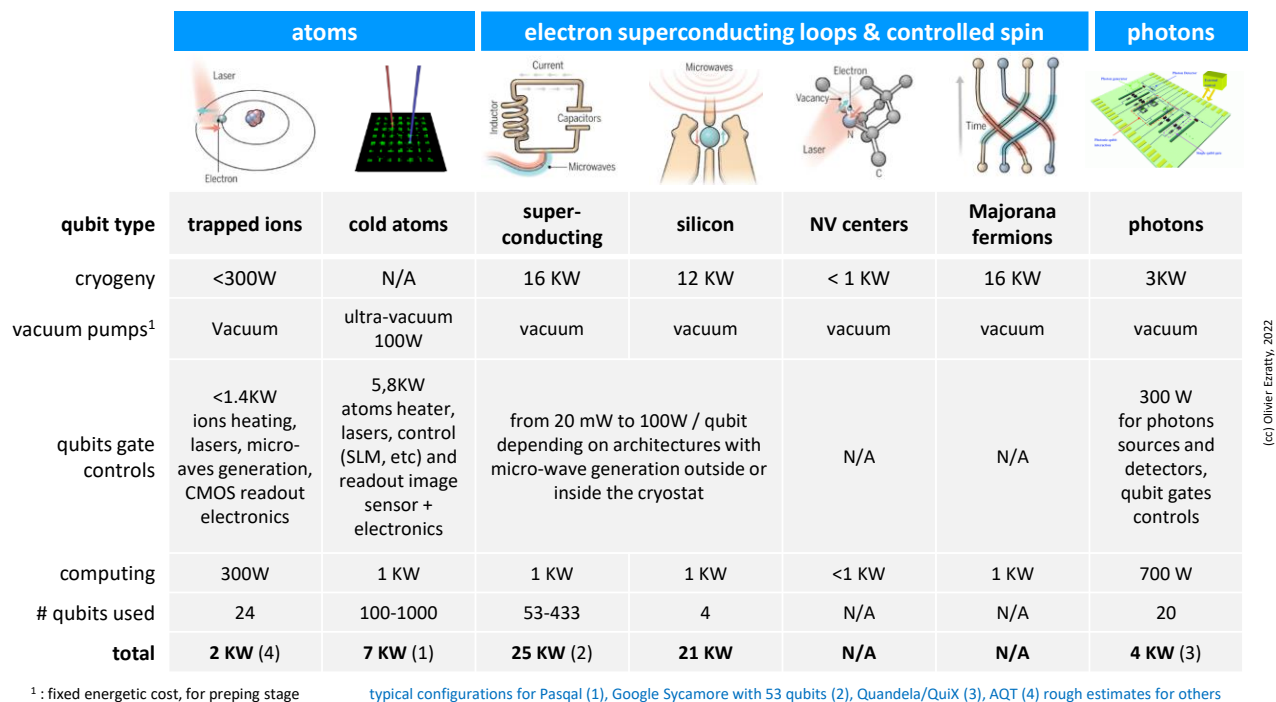 atoms
electron superconducting loops & controlled spin
photons
Laser
Electron
Current
Inductor
Capacitors
Microwaves
Microwaves
Electron
Vacancy
N
Laser
C
Time
qubit type
trapped ions
cold atoms
super-
conducting
silicon
NV centers
Majorana
fermions
photons
cryogeny
<300W
N/A
16 KW
12 KW
< 1 KW
16 KW
3KW
vacuum pumps1
Vacuum
ultra-vacuum
100W
vacuum
vacuum
vacuum
vacuum
vacuum
qubits gate
controls
<1.4KW
ions heating,
lasers, micro-
aves generation,
CMOS readout
electronics
5,8KW
atoms heater,
lasers, control
(SLM, etc) and
readout image
sensor +
electronics
from 20 mW to 100W / qubit
depending on architectures with
micro-wave generation outside or
inside the cryostat
N/A
N/A
300 W
for photons
sources and
detectors,
qubit gates
controls
computing
300W
1 KW
1 KW
1 KW
<1 KW
1 KW
700 W
# qubits used
24
100-1000
53-433
4
N/A
N/A
20
total
2 KW (4)
7 KW (1)
25 KW (2)
21 KW
N/A
N/A
4 KW (3)
1 : fixed energetic cost, for preping stage
typical configurations for Pasqal (1), Google Sycamore with 53 qubits (2), Quandela/QuiX (3), AQT (4) rough estimates for others
(cc) Olivier Ezratty, 2022